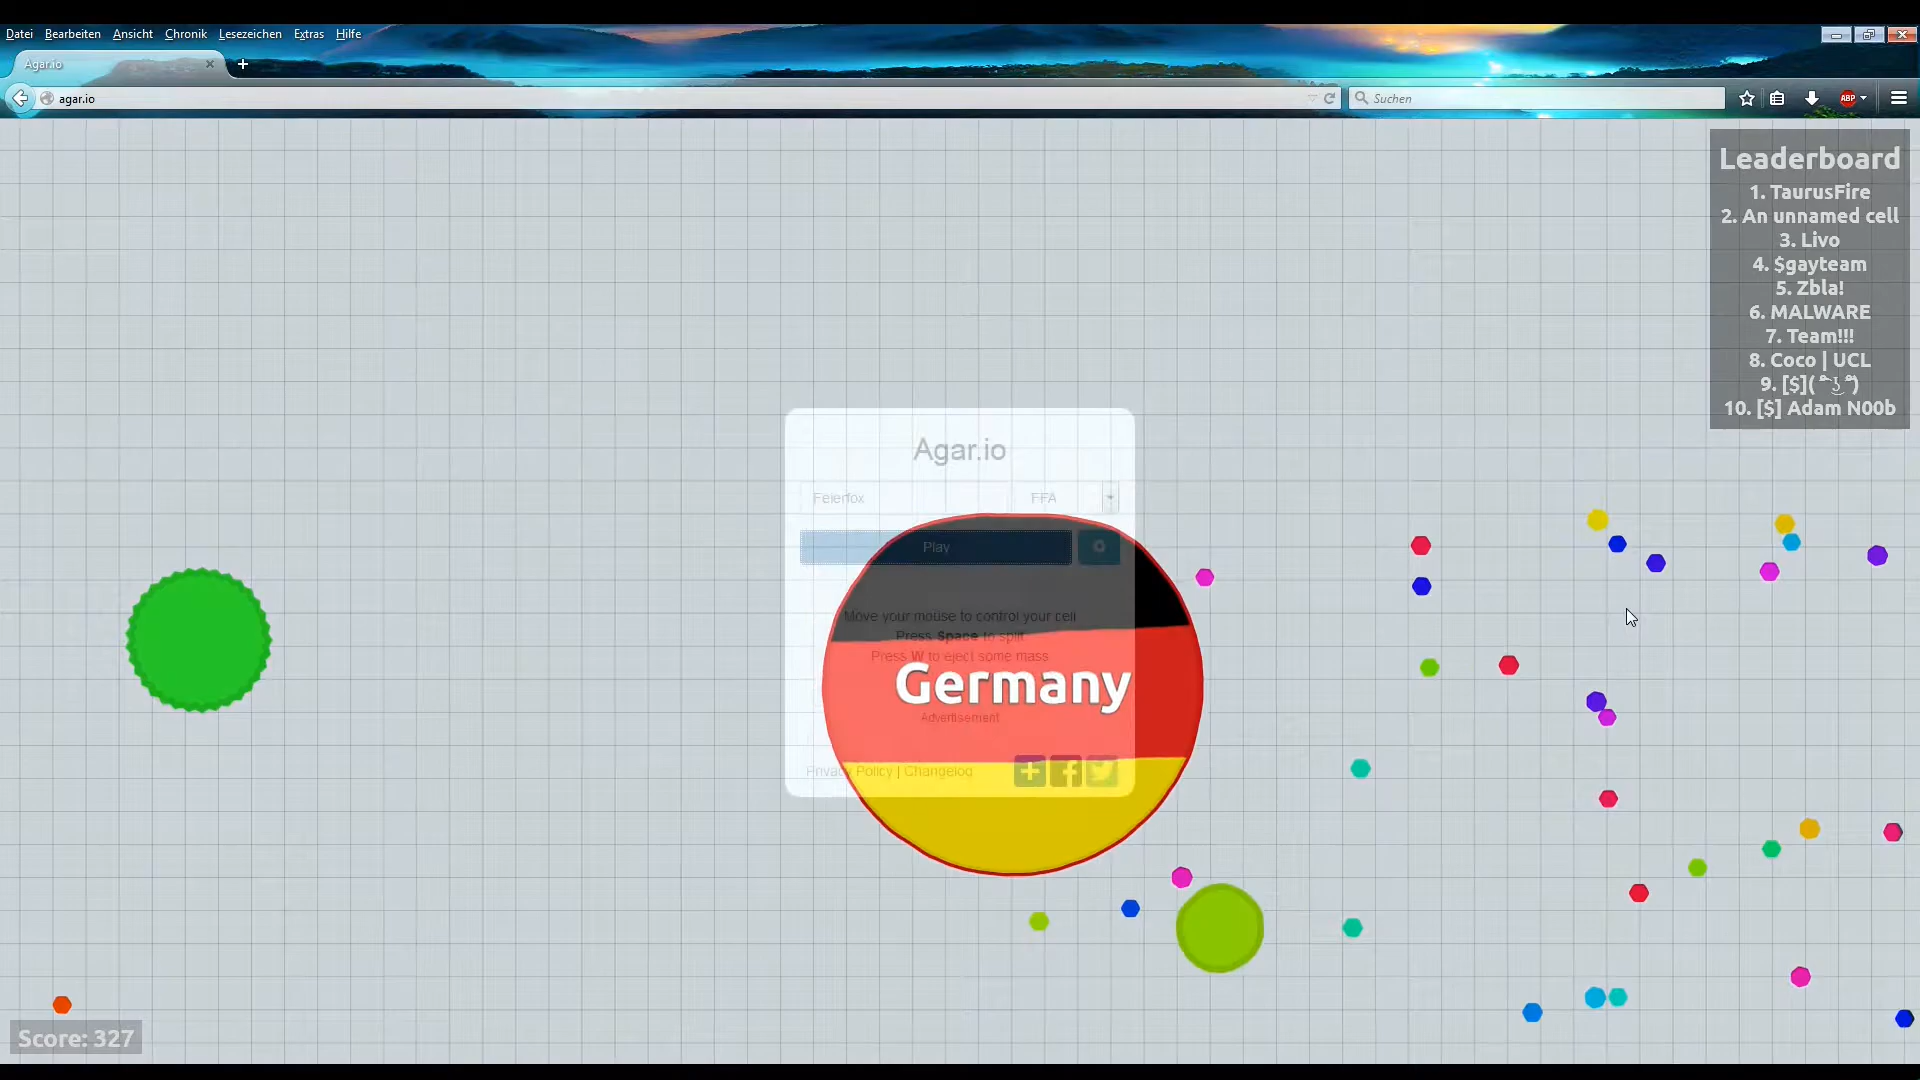 Datei Bearbeiten Ansicht Chronik Lesezeichen Extras Hilfe
Agar.io
agar.io
Suchen
ABP
Leaderboard
1. TaurusFire
2. An unnamed cell
3. Livo
4. $gayteam
5. Zbla!
6. MALWARE
7. Team!!!
8. Coco | UCL
9. [$]( ͡° ͜ʖ ͡°)
10. [$] Adam N00b
Agar.io
Feierfox FFA
Play
Move your mouse to control your cell
Press Space to split
Press W to eject some mass
Germany
Advertisement
Privacy Policy | Changelog
Score: 327